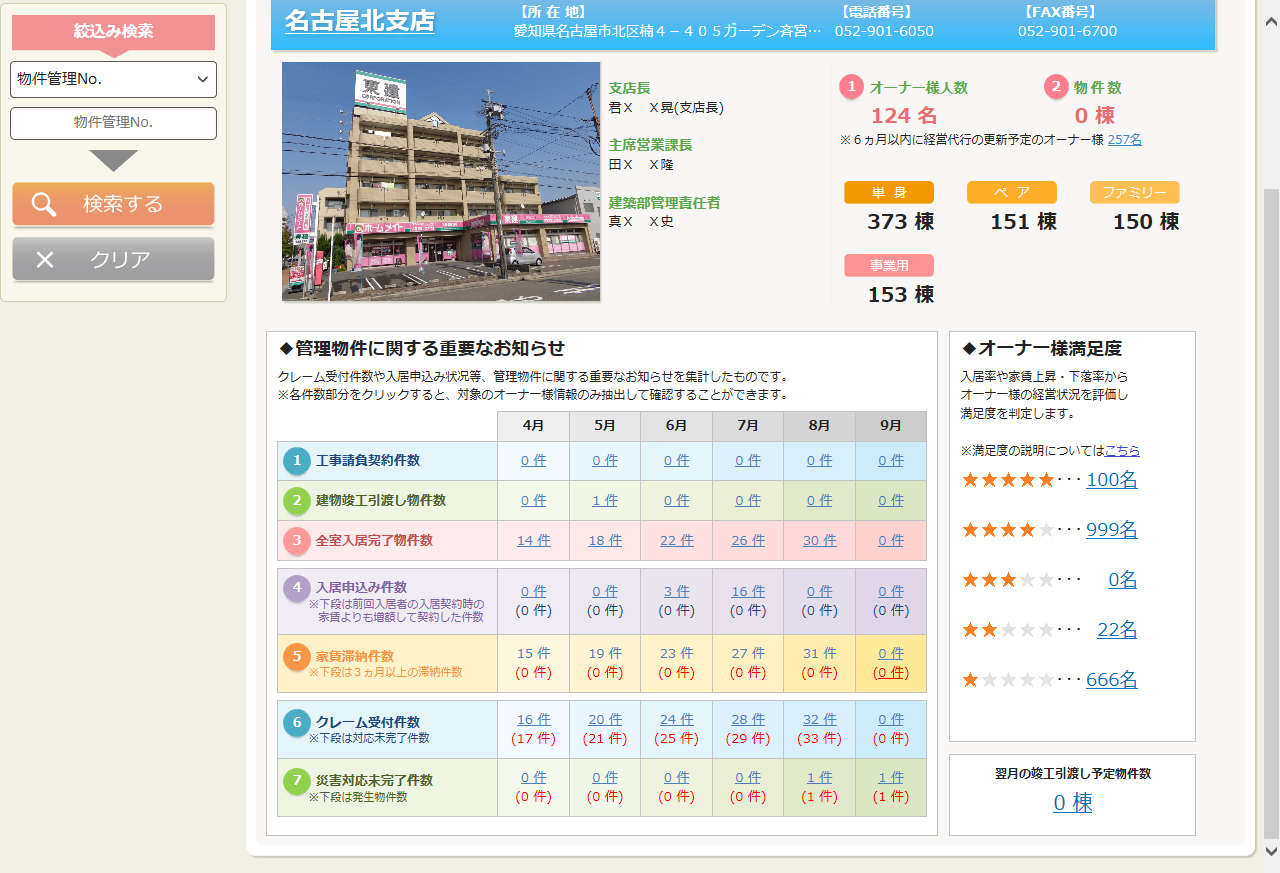 絞込み検索
物件管理No.
物件管理No.
検索する
クリア
名古屋北支店
【所 在 地】
愛知県名古屋市北区楠４－４０５ガーデン斉宮…
【電話番号】
052-901-6050
【FAX番号】
052-901-6700
東建
CORPORATION
ホームメイト
支店長
君X　X晃(支店長)
主席営業課長
田X　X隆
建築部管理責任者
真X　X史
1 オーナー様人数
124 名
2 物件数
0 棟
※６ヵ月以内に経営代行の更新予定のオーナー様 257名
単 身
373 棟
ペ ア
151 棟
ファミリー
150 棟
事業用
153 棟
◆管理物件に関する重要なお知らせ
クレーム受付件数や入居申込み状況等、管理物件に関する重要なお知らせを集計したものです。
※各件数部分をクリックすると、対象のオーナー様情報のみ抽出して確認することができます。
4月 5月 6月 7月 8月 9月
1 工事請負契約件数 0 件 0 件 0 件 0 件 0 件 0 件
2 建物竣工引渡し物件数 0 件 1 件 0 件 0 件 0 件 0 件
3 全室入居完了物件数 14 件 18 件 22 件 26 件 30 件 0 件
4 入居申込み件数 0 件 0 件 3 件 16 件 0 件 0 件
※下段は前回入居者の入居契約時の
家賃よりも増額して契約した件数 (0 件) (0 件) (0 件) (0 件) (0 件) (0 件)
5 家賃滞納件数 15 件 19 件 23 件 27 件 31 件 0 件
※下段は３ヵ月以上の滞納件数 (0 件) (0 件) (0 件) (0 件) (0 件) (0 件)
6 クレーム受付件数 16 件 20 件 24 件 28 件 32 件 0 件
※下段は対応未完了件数 (17 件) (21 件) (25 件) (29 件) (33 件) (0 件)
7 災害対応未完了件数 0 件 0 件 0 件 0 件 1 件 1 件
※下段は発生物件数 (0 件) (0 件) (0 件) (0 件) (1 件) (1 件)
◆オーナー様満足度
入居率や家賃上昇・下落率から
オーナー様の経営状況を評価し
満足度を判定します。
※満足度の説明についてはこちら
★★★★★･･･ 100名
★★★★★･･･ 999名
★★★★★･･･ 0名
★★★★★･･･ 22名
★★★★★･･･ 666名
翌月の竣工引渡し予定物件数
0 棟